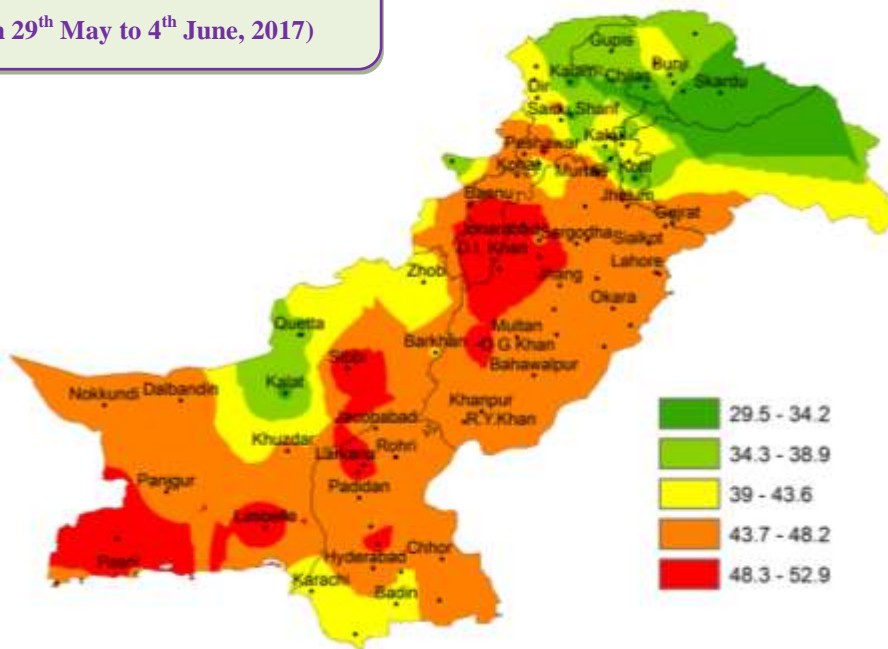 29th May to 4th June, 2017)
Gupis
Kalam Chilas Bunji
Skardu
Dir
Saidu Sharif
Peshawar
Kohat Murree Kotli
Bannu Jhelum
Gujrat
Joharabad Sargodha Sialkot
D.I. Khan
Lahore
Zhob Jhang
Okara
Quetta
Multan
Barkhan D G Khan
Sibbi Bahawalpur
Kalat
Nokkundi Dalbandin
Khanpur
Jacobabad R.Y.Khan
Khuzdar
Larkana Rohri
Panjgur Padidan
Lasbella
Pasni Hyderabad Chhor
Karachi
Badin
29.5 - 34.2
34.3 - 38.9
39 - 43.6
43.7 - 48.2
48.3 - 52.9